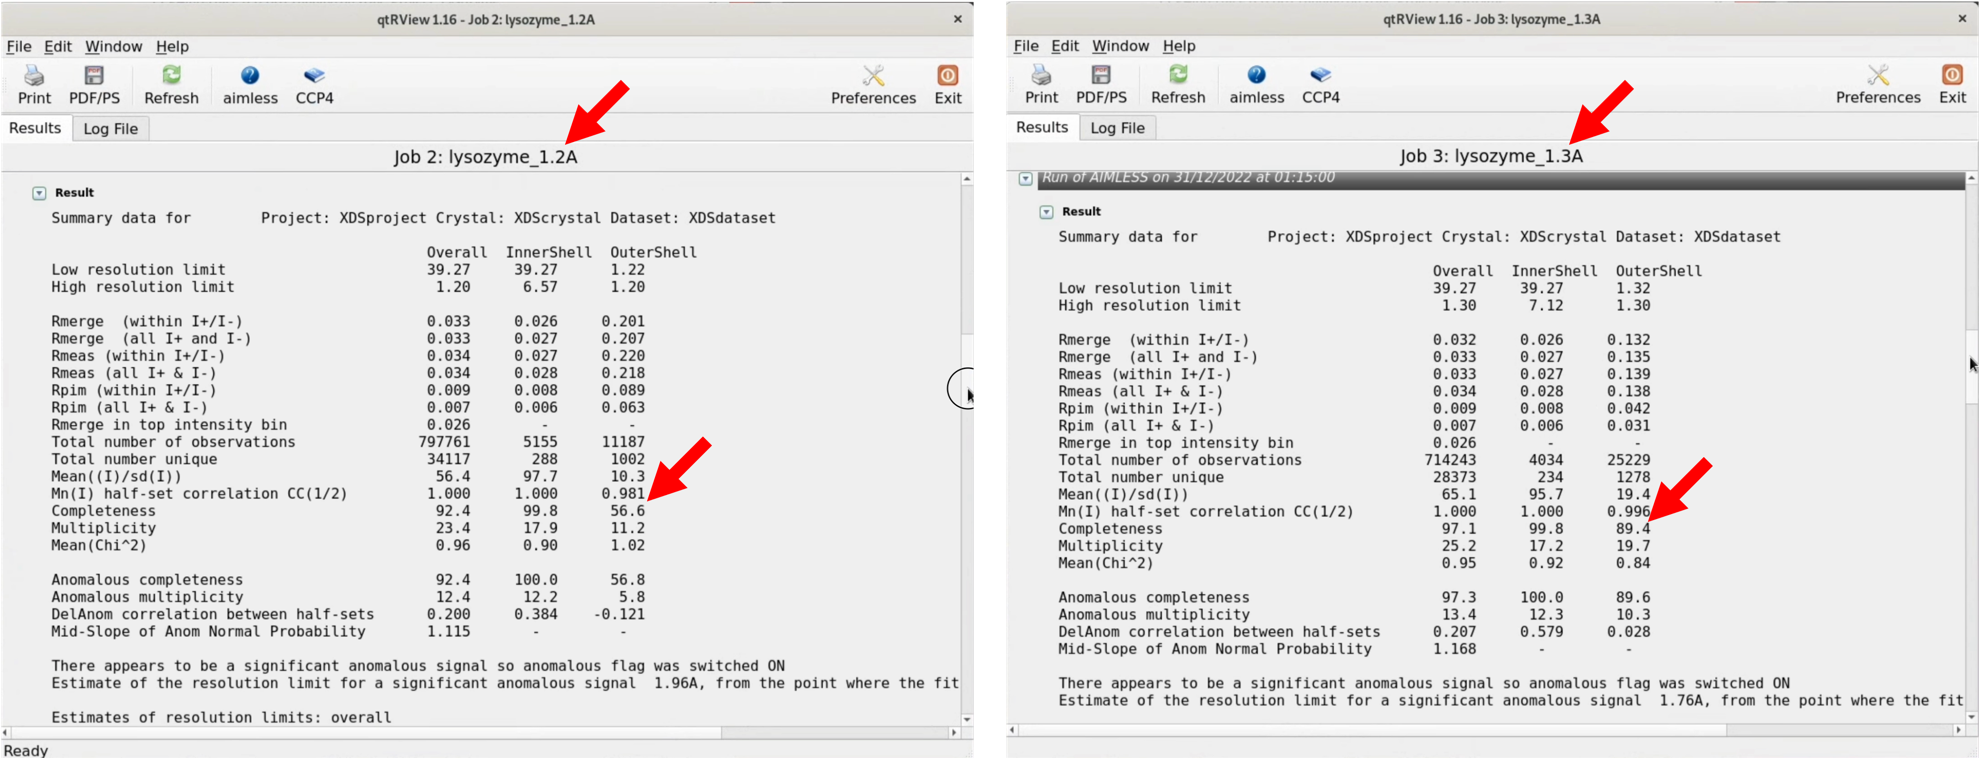 qtRView 1.16 - Job 2: lysozyme_1.2A
File Edit Window Help
Print PDF/PS Refresh aimless CCP4 Preferences Exit
Results Log File
Job 2: lysozyme_1.2A
Result
Summary data for Project: XDSproject Crystal: XDScrystal Dataset: XDSdataset
Overall InnerShell OuterShell
Low resolution limit 39.27 39.27 1.22
High resolution limit 1.20 6.57 1.20
Rmerge (within I+/I-) 0.033 0.026 0.201
Rmerge (all I+ and I-) 0.033 0.027 0.207
Rmeas (within I+/I-) 0.034 0.027 0.220
Rmeas (all I+ & I-) 0.034 0.028 0.218
Rpim (within I+/I-) 0.009 0.008 0.089
Rpim (all I+ & I-) 0.007 0.006 0.063
Rmerge in top intensity bin 0.026 - -
Total number of observations 797761 5155 11187
Total number unique 34117 288 1002
Mean((I)/sd(I)) 56.4 97.7 10.3
Mn(I) half-set correlation CC(1/2) 1.000 1.000 0.981
Completeness 92.4 99.8 56.6
Multiplicity 23.4 17.9 11.2
Mean(Chi^2) 0.96 0.90 1.02
Anomalous completeness 92.4 100.0 56.8
Anomalous multiplicity 12.4 12.2 5.8
DelAnom correlation between half-sets 0.200 0.384 -0.121
Mid-Slope of Anom Normal Probability 1.115 - -
There appears to be a significant anomalous signal so anomalous flag was switched ON
Estimate of the resolution limit for a significant anomalous signal 1.96A, from the point where the fit
Estimates of resolution limits: overall
Ready
qtRView 1.16 - Job 3: lysozyme_1.3A
File Edit Window Help
Print PDF/PS Refresh aimless CCP4 Preferences Exit
Results Log File
Job 3: lysozyme_1.3A
Run of AIMLESS on 31/12/2022 at 01:15:00
Result
Summary data for Project: XDSproject Crystal: XDScrystal Dataset: XDSdataset
Overall InnerShell OuterShell
Low resolution limit 39.27 39.27 1.32
High resolution limit 1.30 7.12 1.30
Rmerge (within I+/I-) 0.032 0.026 0.132
Rmerge (all I+ and I-) 0.033 0.027 0.135
Rmeas (within I+/I-) 0.033 0.027 0.139
Rmeas (all I+ & I-) 0.034 0.028 0.138
Rpim (within I+/I-) 0.009 0.008 0.042
Rpim (all I+ & I-) 0.007 0.006 0.031
Rmerge in top intensity bin 0.026 - -
Total number of observations 714243 4034 25229
Total number unique 28373 234 1278
Mean((I)/sd(I)) 65.1 95.7 19.4
Mn(I) half-set correlation CC(1/2) 1.000 1.000 0.996
Completeness 97.1 99.8 89.4
Multiplicity 25.2 17.2 19.7
Mean(Chi^2) 0.95 0.92 0.84
Anomalous completeness 97.3 100.0 89.6
Anomalous multiplicity 13.4 12.3 10.3
DelAnom correlation between half-sets 0.207 0.579 0.028
Mid-Slope of Anom Normal Probability 1.168 - -
There appears to be a significant anomalous signal so anomalous flag was switched ON
Estimate of the resolution limit for a significant anomalous signal 1.76A, from the point where the fit